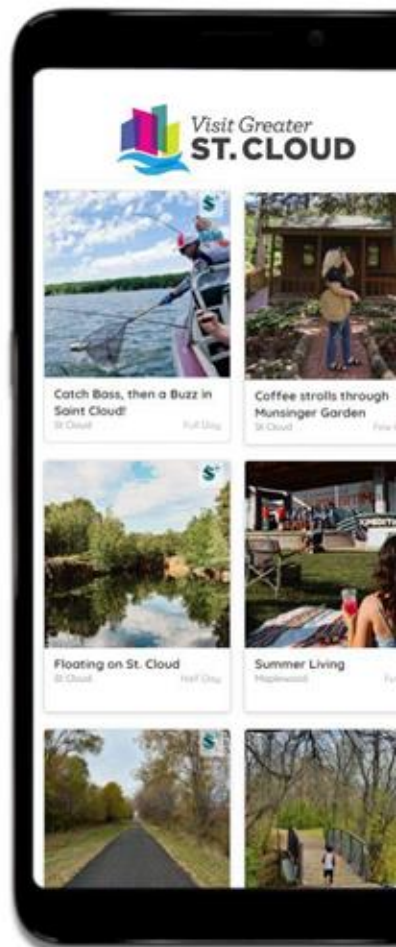 Visit Greater
ST. CLOUD
$
Catch Bass, then a Buzz in
Saint Cloud!
St Cloud Full Day
Coffee strolls through
Munsinger Garden
St Cloud Few
$
Floating on St. Cloud
St Cloud Half Day
Summer Living
Maplewood
$